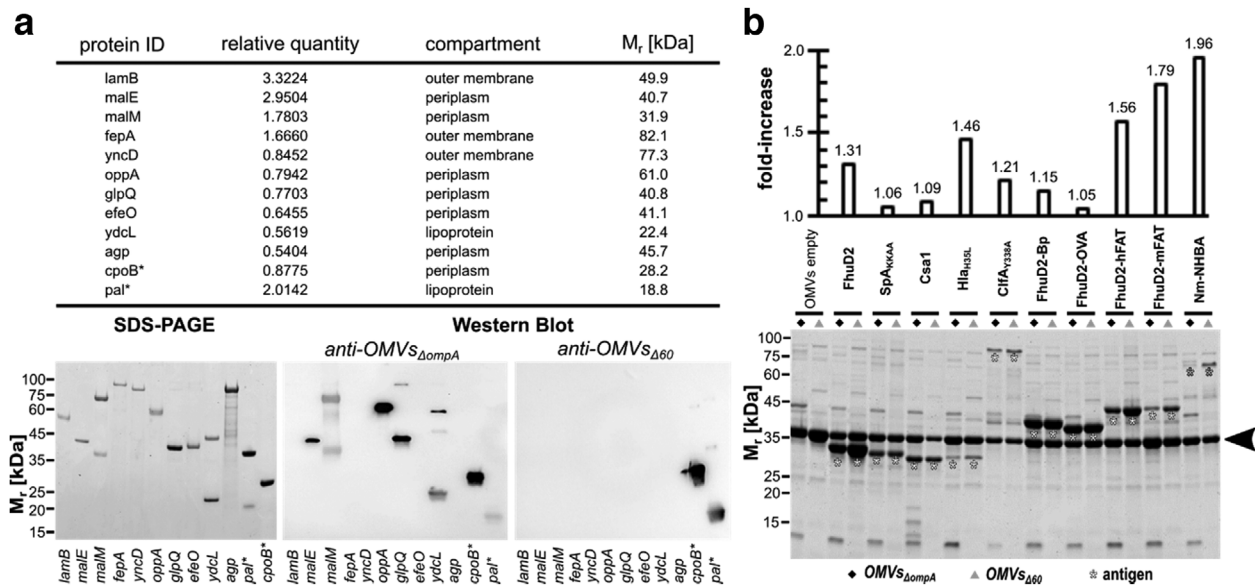 a
protein ID relative quantity compartment Mr [kDa]
lamB 3.3224 outer membrane 49.9
malE 2.9504 periplasm 40.7
malM 1.7803 periplasm 31.9
fepA 1.6660 outer membrane 82.1
yncD 0.8452 outer membrane 77.3
oppA 0.7942 periplasm 61.0
glpQ 0.7703 periplasm 40.8
efeO 0.6455 periplasm 41.1
ydcL 0.5619 lipoprotein 22.4
agp 0.5404 periplasm 45.7
cpoB* 0.8775 periplasm 28.2
pal* 2.0142 lipoprotein 18.8
SDS-PAGE Western Blot
anti-OMVsΔompA anti-OMVsΔ60
Mr [kDa]
100
75
60
45
35
25
20
15
lamB malE malM fepA yncD oppA glpQ efeO ydcL agp pal* cpoB*
lamB malE malM fepA yncD oppA glpQ efeO ydcL agp cpoB* pal*
lamB malE malM fepA yncD oppA glpQ efeO ydcL agp cpoB* pal*
b
fold-increase
2.0
1.5
1.0
1.31 1.06 1.09 1.46 1.21 1.15 1.05 1.56 1.79 1.96
OMVs empty FhuD2 SpAKKAA Csa1 HlaH35L ClfAY338A FhuD2-Bp FhuD2-OVA FhuD2-hFAT FhuD2-mFAT Nm-NHBA
Mr [kDa]
100
75
60
45
35
25
20
15
OMVsΔompA OMVsΔ60 antigen